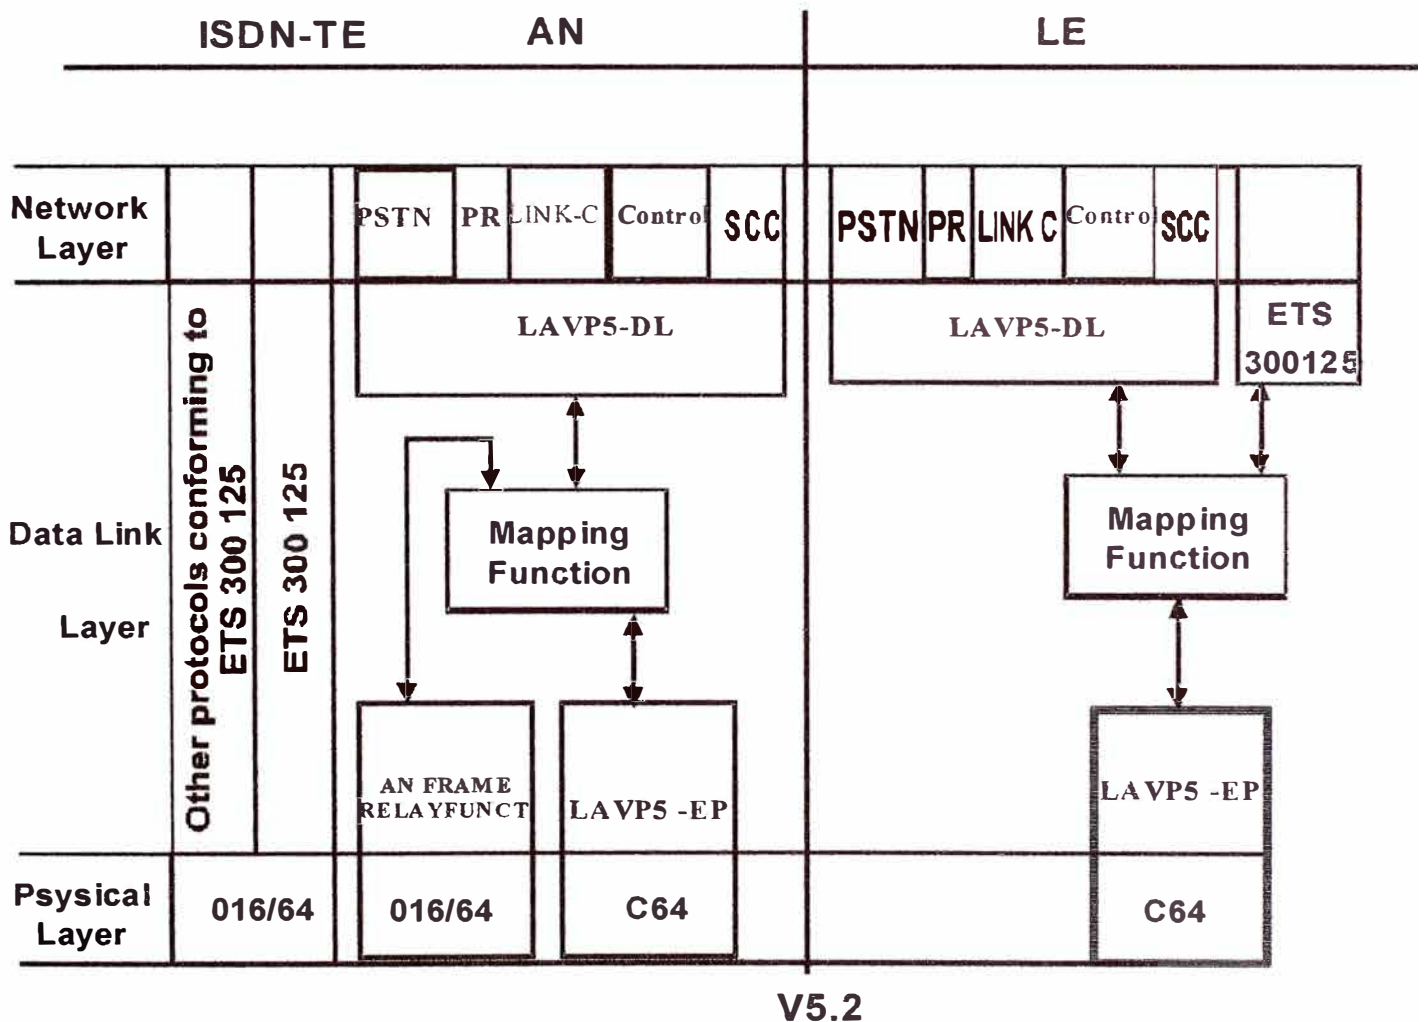 ISDN-TE AN LE
Network
Layer
PSTN PR LINK-C Control SCC
PSTN PR LINK C Control SCC
LAVP5-DL
LAVP5-DL
ETS
300125
Other protocols conforming to
ETS 300 125
ETS 300 125
Data Link
Layer
Mapping
Function
Mapping
Function
AN FRAME
RELAYFUNCT
LAVP5 -EP
LAVP5 -EP
Psysical
Layer
016/64
016/64
C64
C64
V5.2